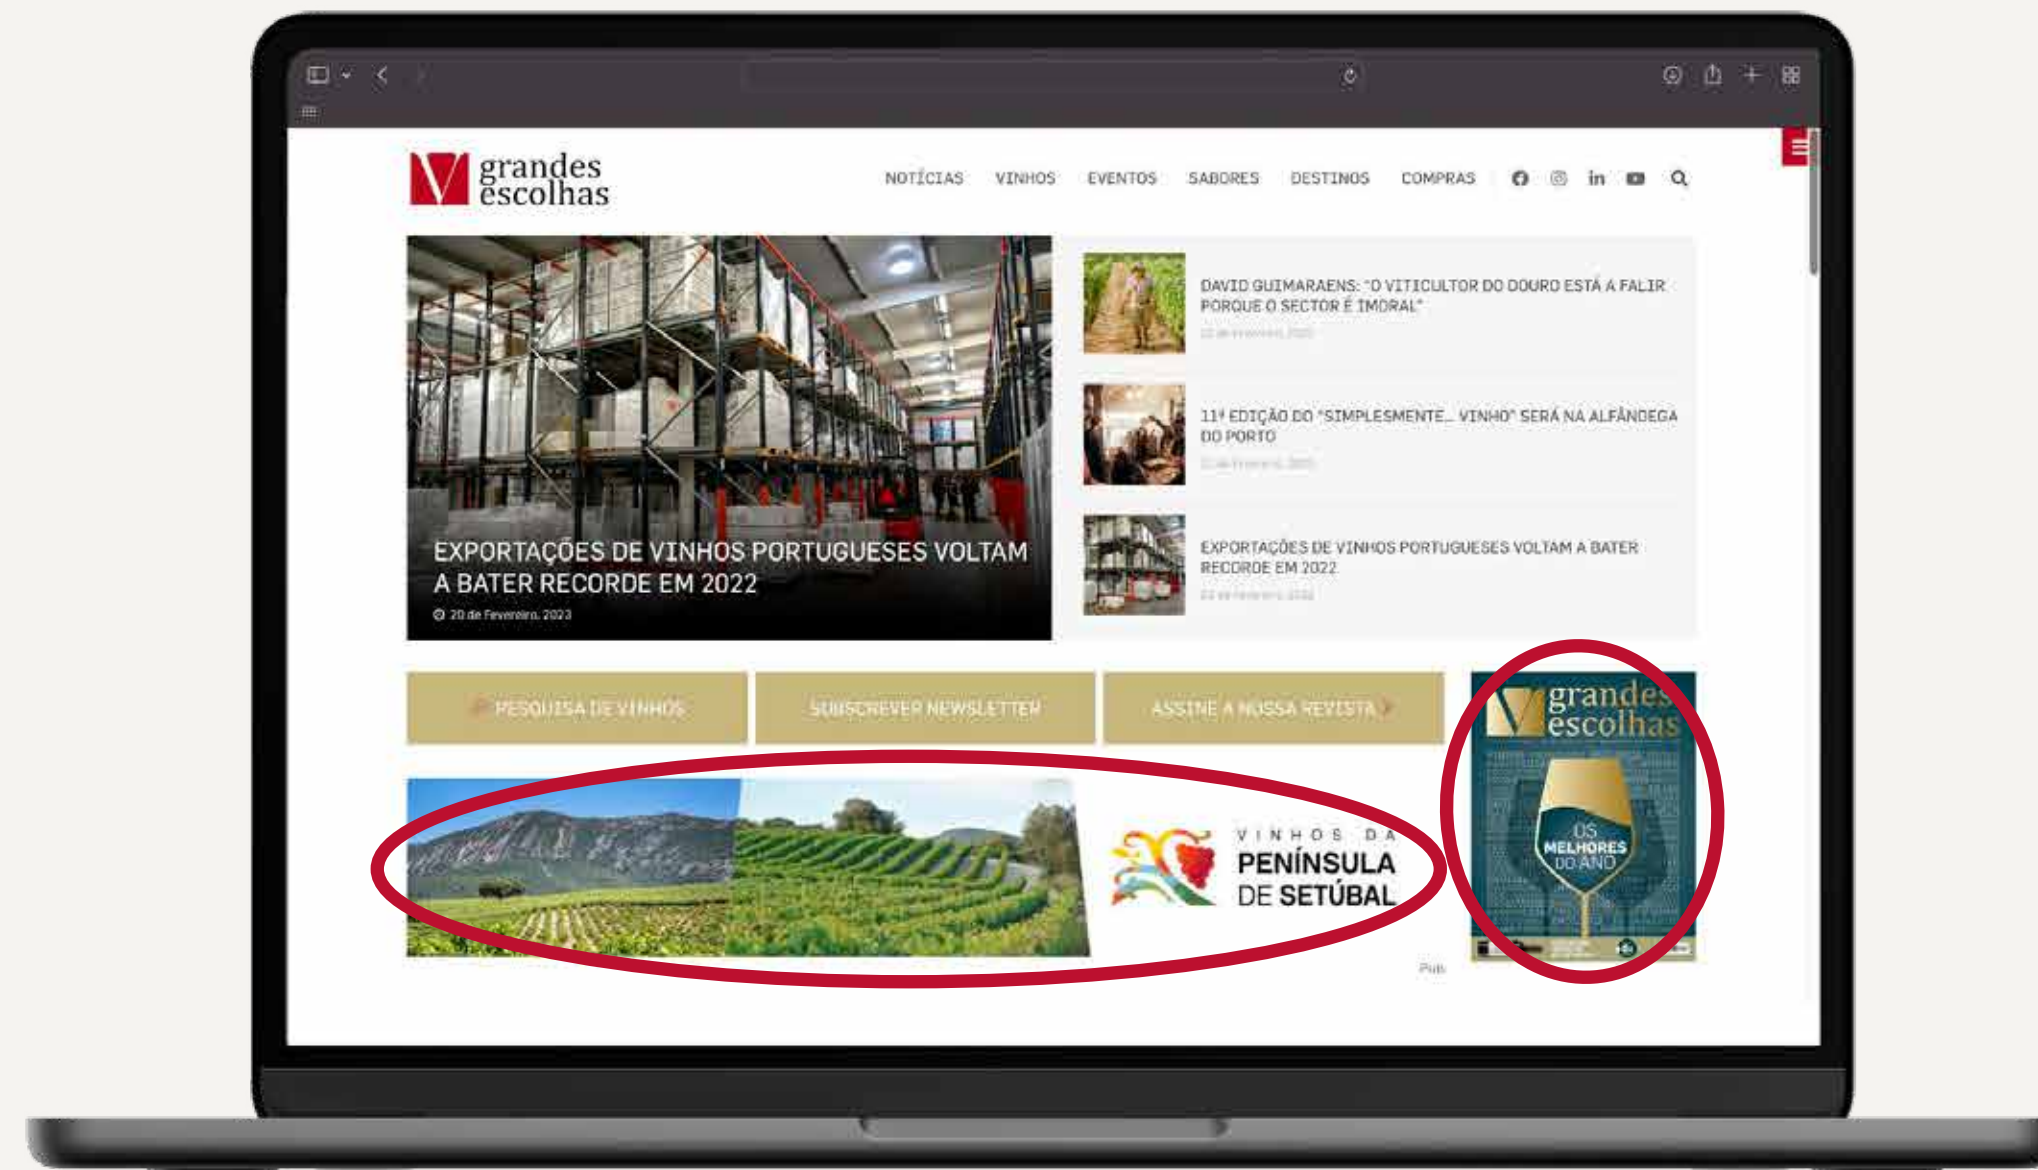 grandes
escolhas
NOTÍCIAS VINHOS EVENTOS SABORES DESTINOS COMPRAS
EXPORTAÇÕES DE VINHOS PORTUGUESES VOLTAM
A BATER RECORDE EM 2022
20 de Fevereiro, 2023
DAVID GUIMARAENS: "O VITICULTOR DO DOURO ESTÁ A FALIR
PORQUE O SECTOR É IMORAL"
11ª EDIÇÃO DO "SIMPLESMENTE… VINHO" SERÁ NA ALFÂNDEGA
DO PORTO
EXPORTAÇÕES DE VINHOS PORTUGUESES VOLTAM A BATER
RECORDE EM 2022
PESQUISA DE VINHOS
SUBSCREVER NEWSLETTER
ASSINE A NOSSA REVISTA
grandes
escolhas
OS
MELHORES
DO ANO
VINHOS DA
PENÍNSULA
DE SETÚBAL
Pub